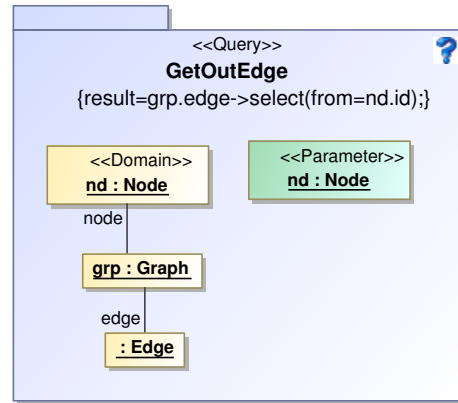 <<Query>>
GetOutEdge
{result=grp.edge->select(from=nd.id);}
<<Domain>>
nd : Node
<<Parameter>>
nd : Node
node
grp : Graph
edge
: Edge